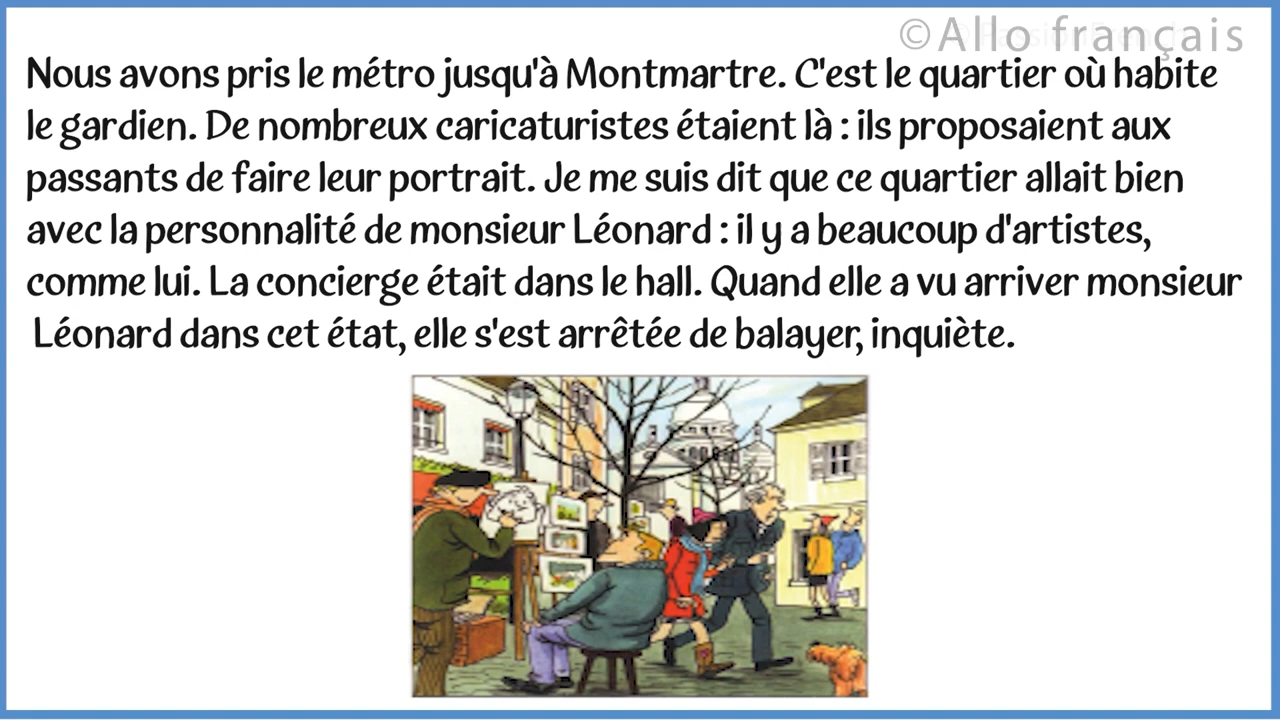 ©Allo français
Nous avons pris le métro jusqu'à Montmartre. C'est le quartier où habite
le gardien. De nombreux caricaturistes étaient là : ils proposaient aux
passants de faire leur portrait. Je me suis dit que ce quartier allait bien
avec la personnalité de monsieur Léonard : il y a beaucoup d'artistes,
comme lui. La concierge était dans le hall. Quand elle a vu arriver monsieur
Léonard dans cet état, elle s'est arrêtée de balayer, inquiète.